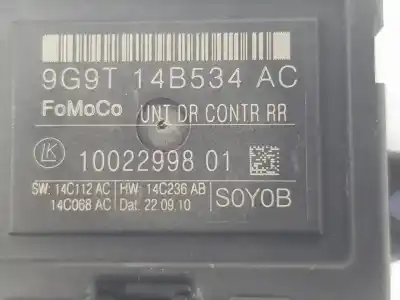 9G9T 14B534 AC
FoMoCo UNT DR CONTR RR
LK 10022998 01
SW: 14C112 AC HW: 14C236 AB
14C068 AC Dat. 22.09.10
S0Y0B